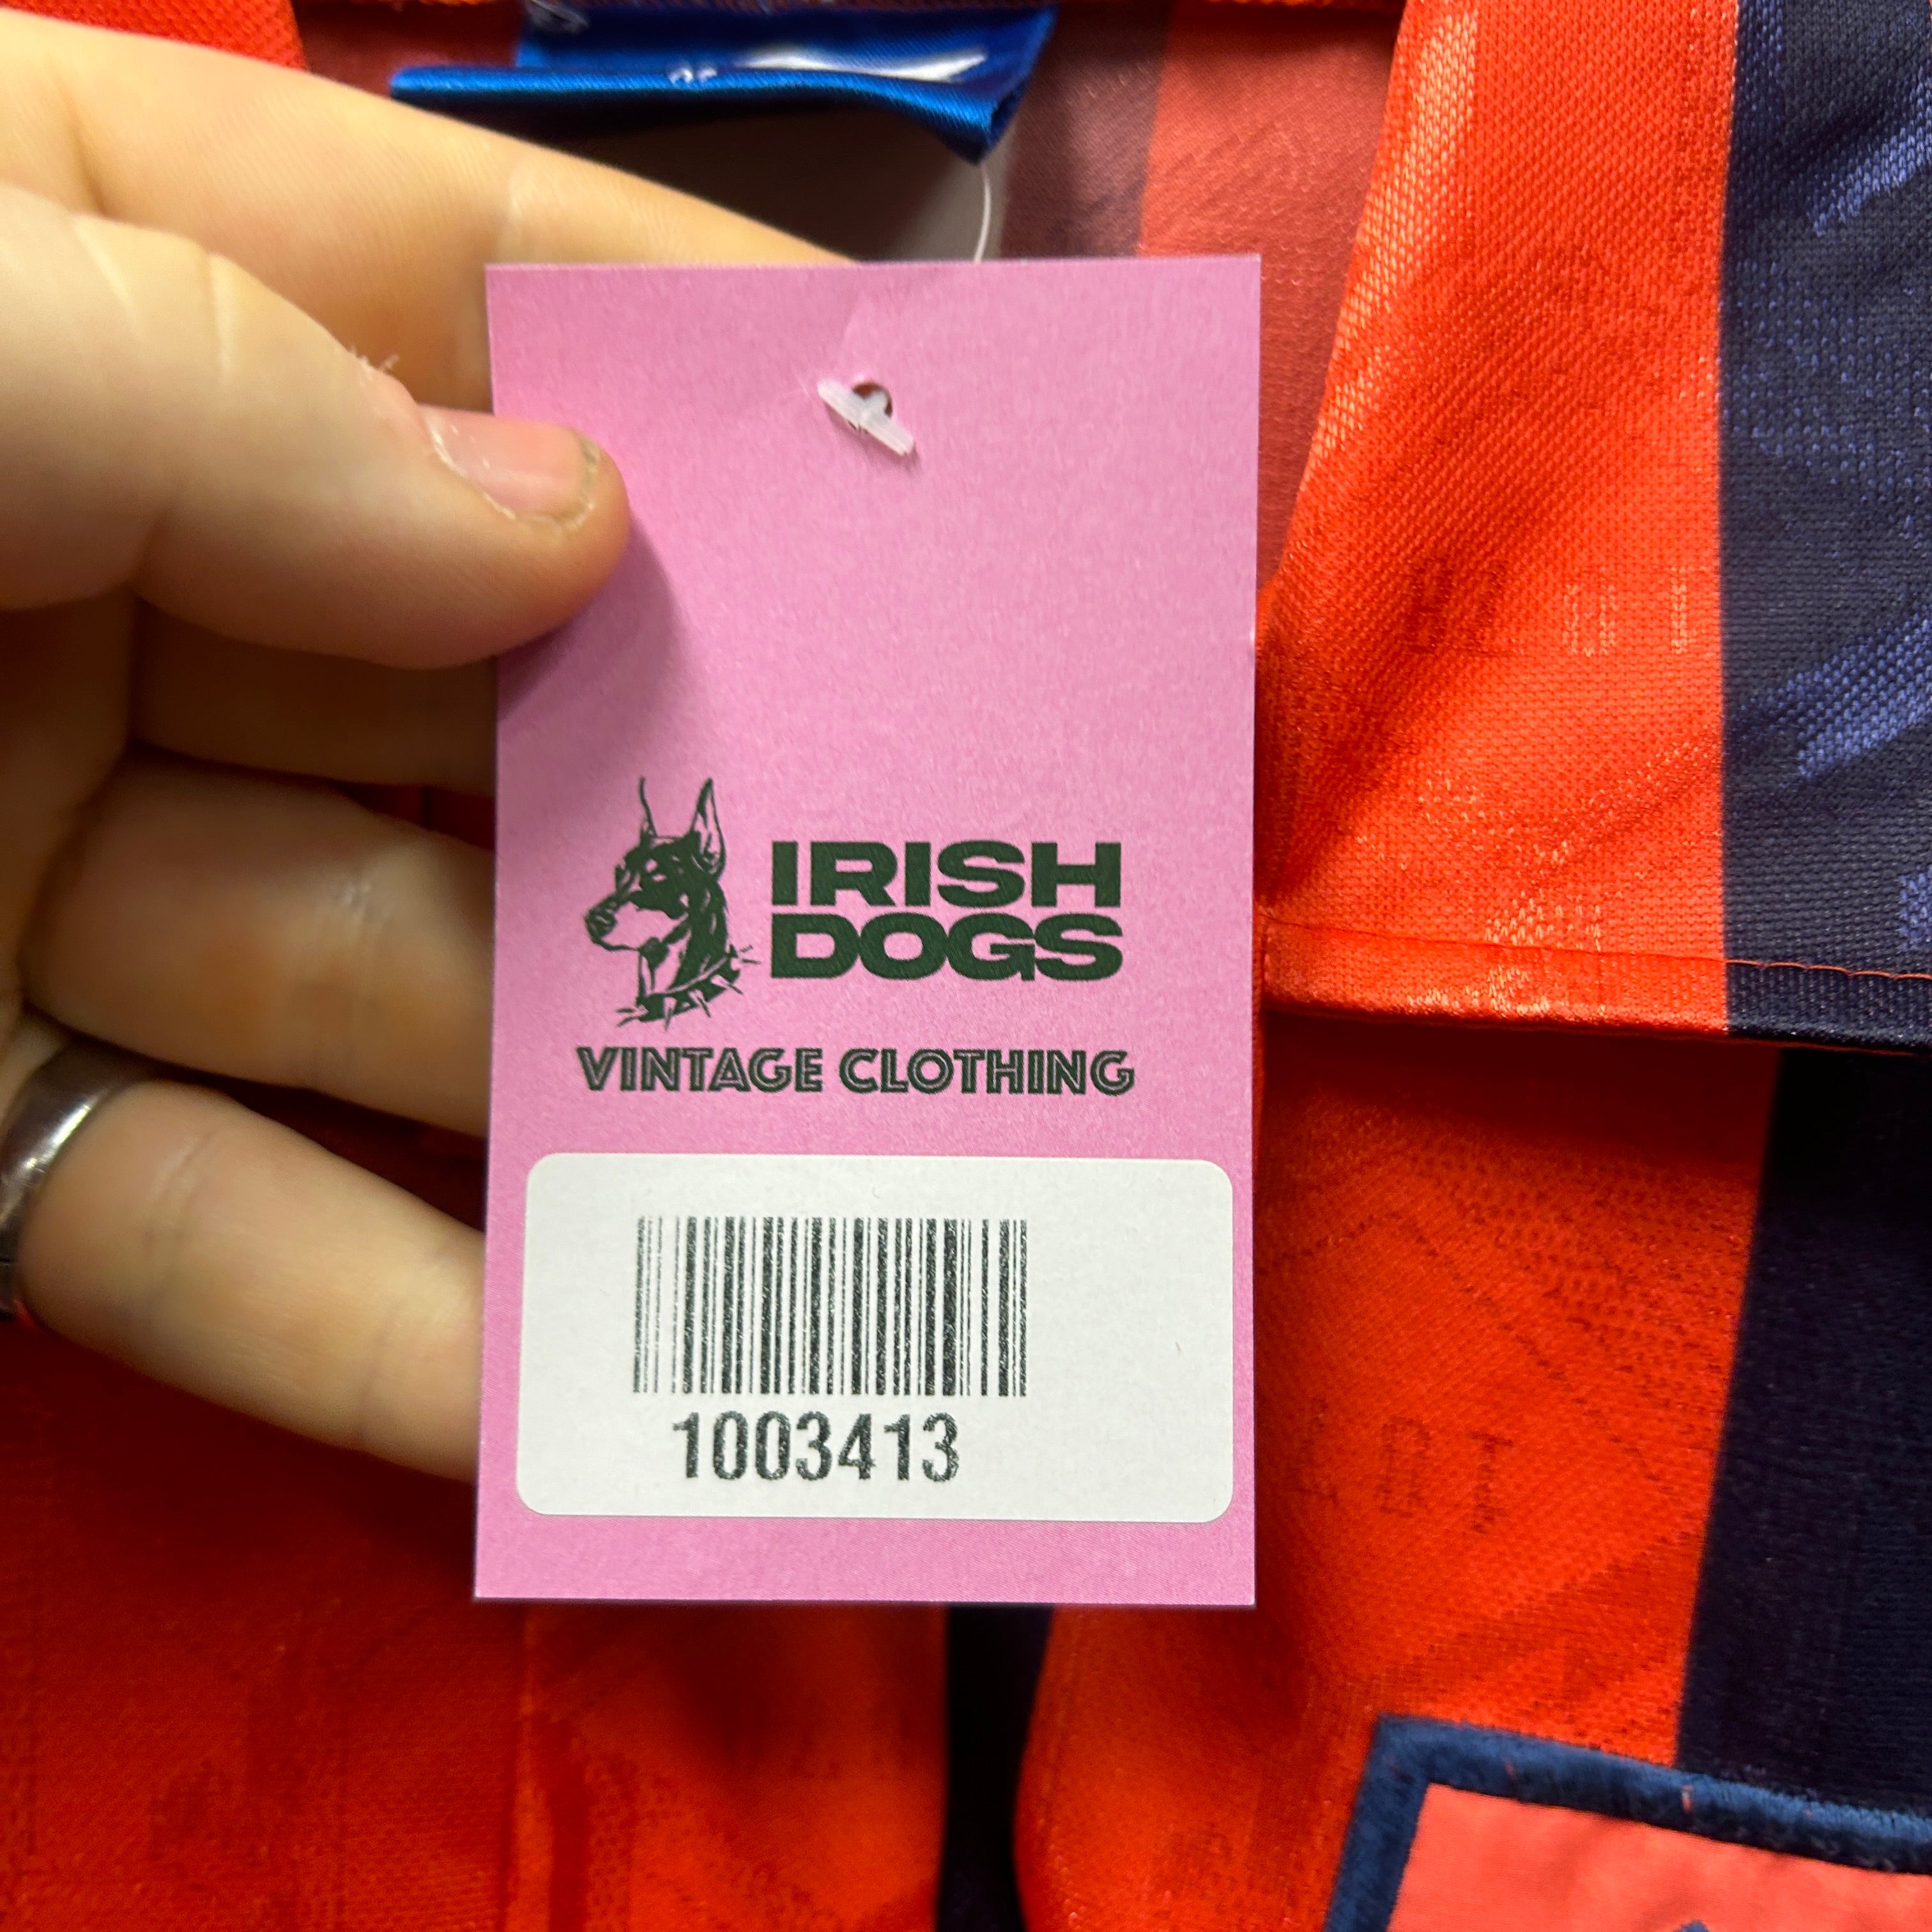 IRISH
DOGS
VINTAGE CLOTHING
1003413